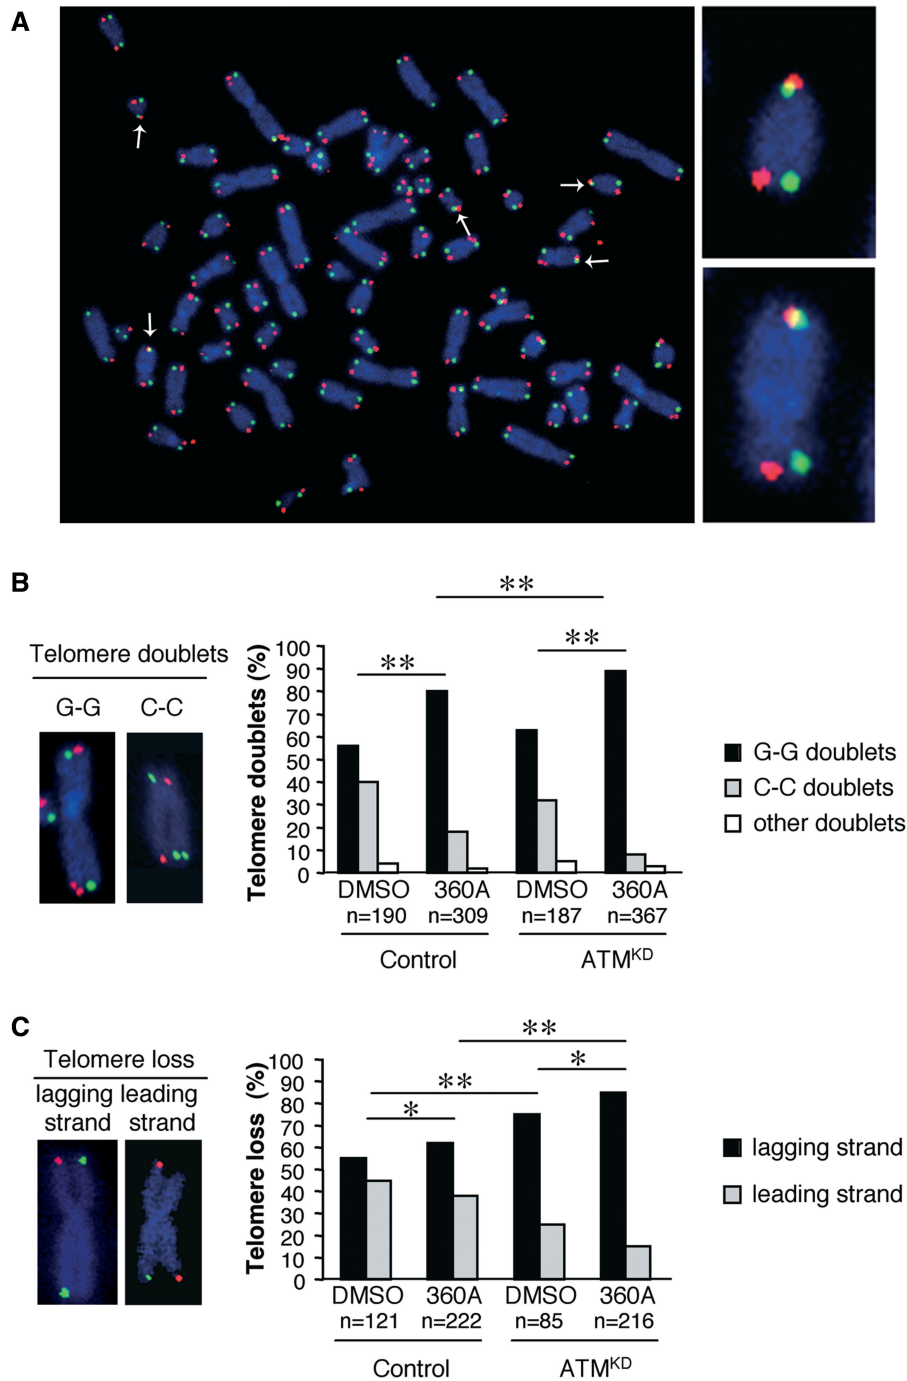 A
B
Telomere doublets
G-G C-C
Telomere doublets (%)
100
90
80
70
60
50
40
30
20
10
0
**
**
**
DMSO 360A DMSO 360A
n=190 n=309 n=187 n=367
Control ATMKD
G-G doublets
C-C doublets
other doublets
C
Telomere loss
lagging leading
strand strand
Telomere loss (%)
100
90
80
70
60
50
40
30
20
10
0
**
*
**
*
DMSO 360A DMSO 360A
n=121 n=222 n=85 n=216
Control ATMKD
lagging strand
leading strand